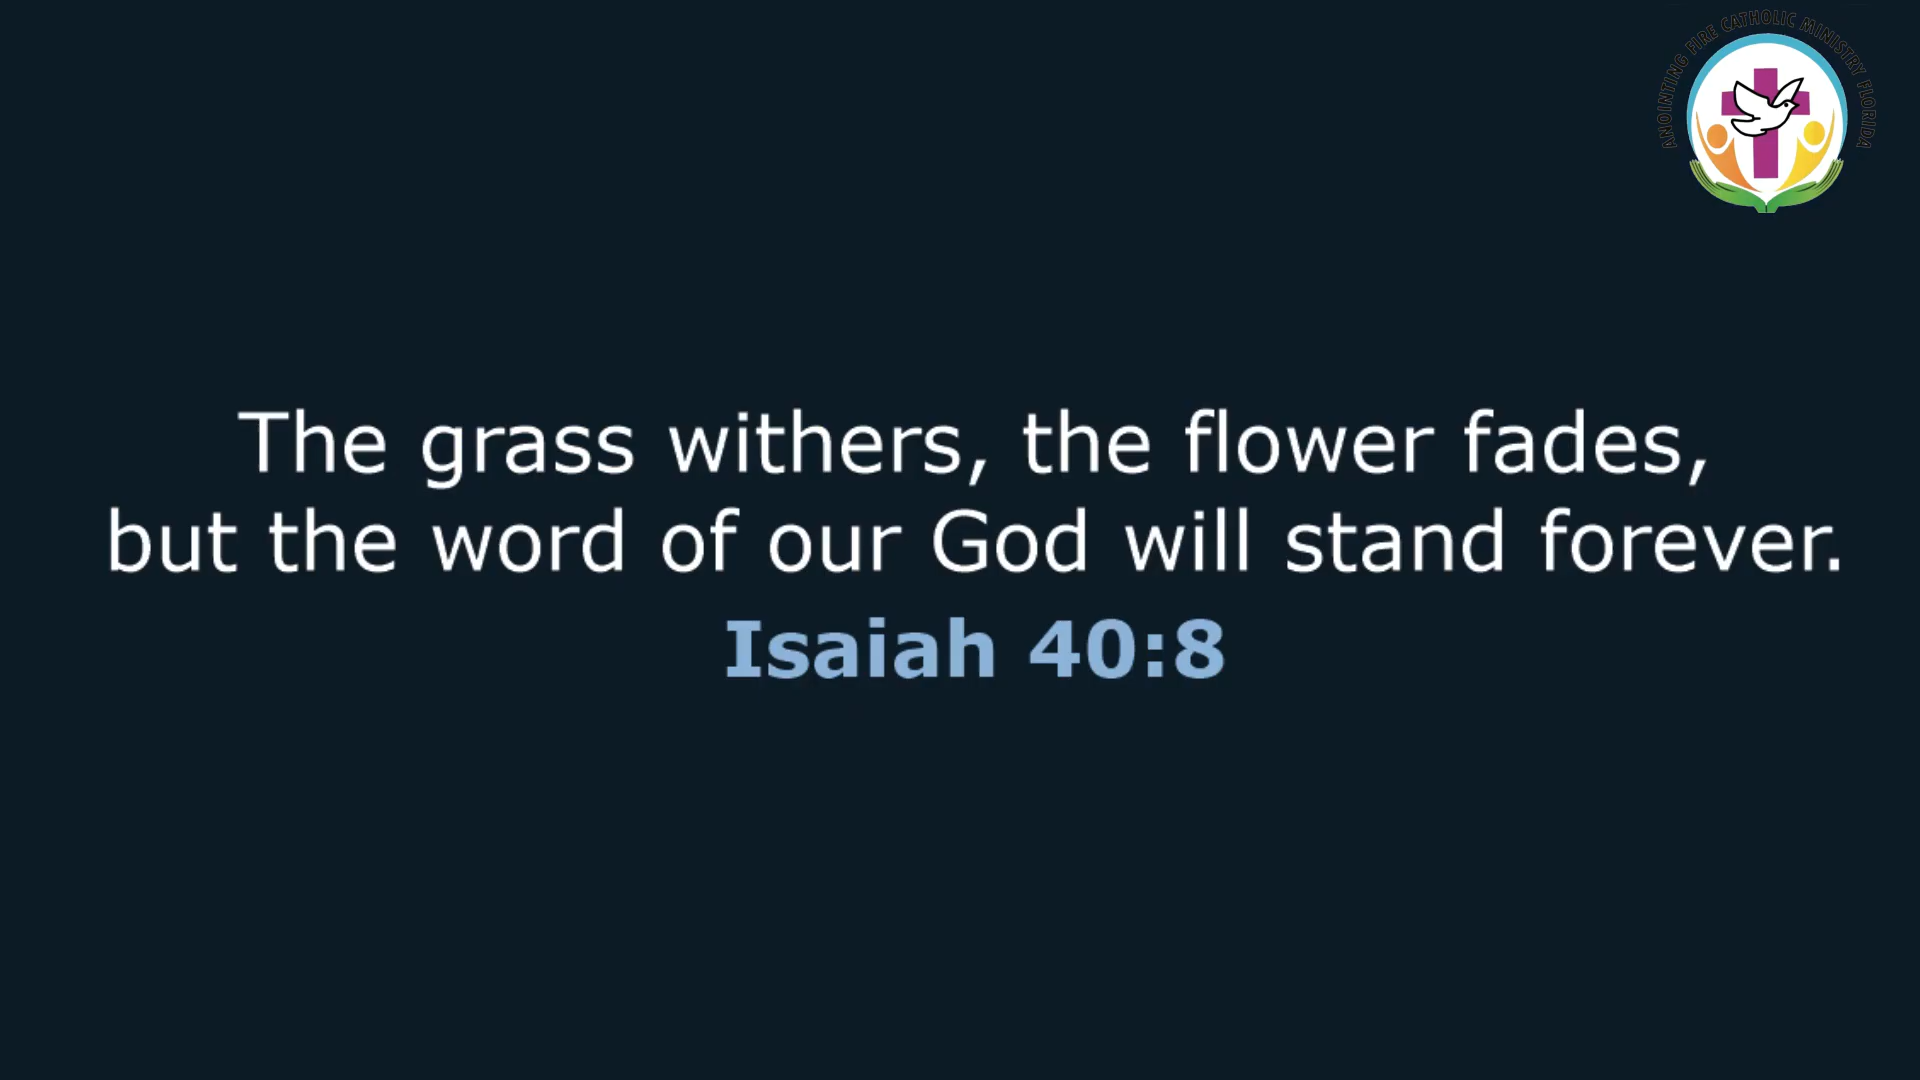 ANOINTING FIRE CATHOLIC MINISTRY FLORIDA
The grass withers, the flower fades,
but the word of our God will stand forever.
Isaiah 40:8